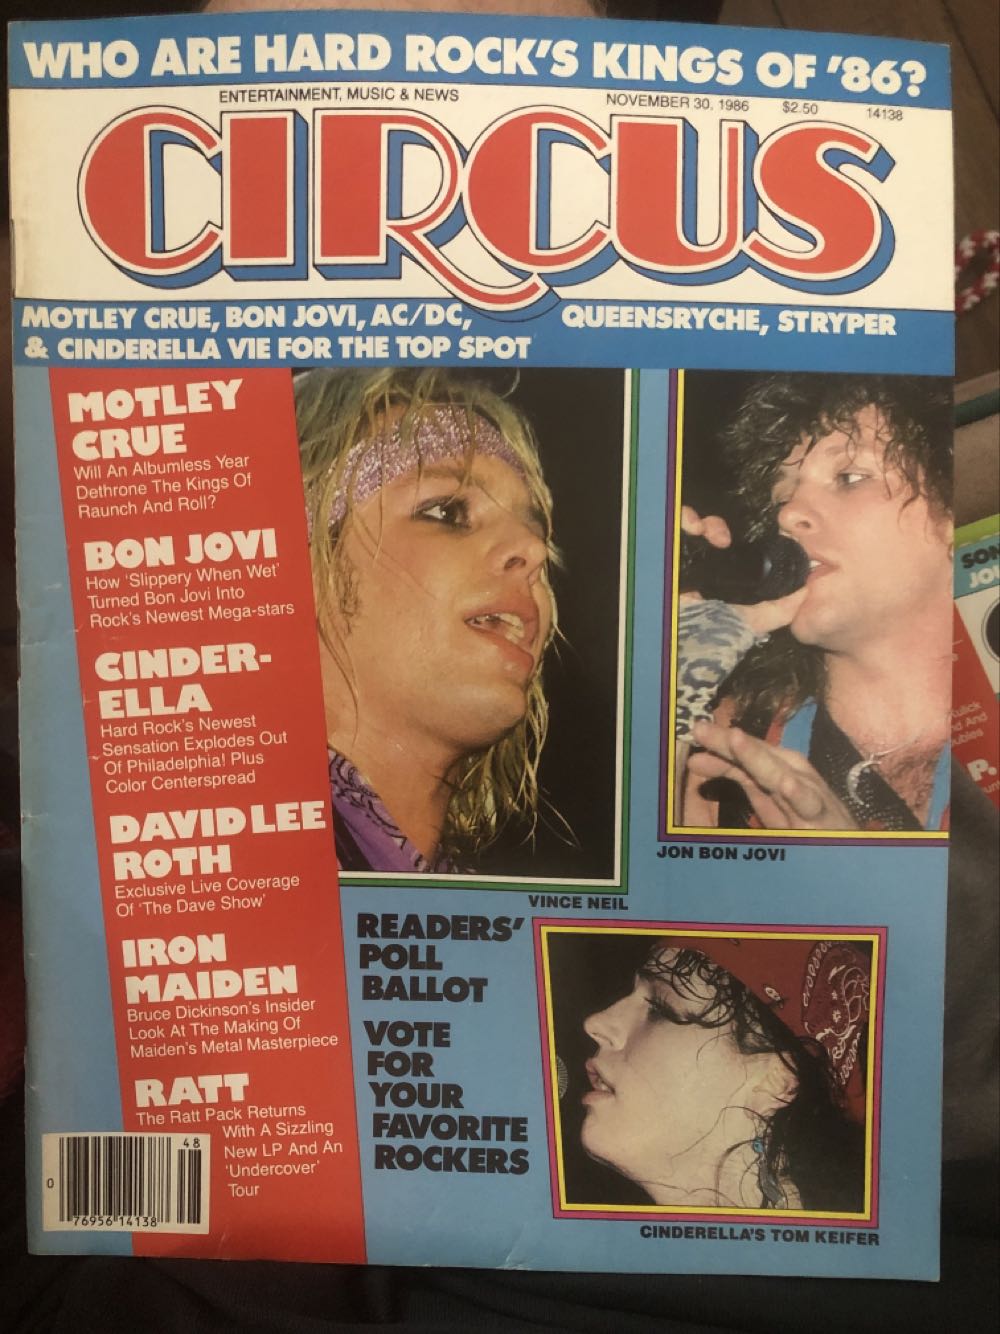 WHO ARE HARD ROCK'S KINGS OF '86?
ENTERTAINMENT, MUSIC & NEWS
NOVEMBER 30, 1986 $2.50 14138
CIRCUS
MOTLEY CRUE, BON JOVI, AC/DC, QUEENSRYCHE, STRYPER
& CINDERELLA VIE FOR THE TOP SPOT
MOTLEY
CRUE
Will An Albumless Year
Dethrone The Kings Of
Raunch And Roll?
BON JOVI
How 'Slippery When Wet'
Turned Bon Jovi Into
Rock's Newest Mega-stars
CINDER-
ELLA
Hard Rock's Newest
Sensation Explodes Out
Of Philadelphia! Plus
Color Centerspread
DAVID LEE
ROTH
Exclusive Live Coverage
Of 'The Dave Show'
IRON
MAIDEN
Bruce Dickinson's Insider
Look At The Making Of
Maiden's Metal Masterpiece
RATT
The Ratt Pack Returns
With A Sizzling
New LP And An
'Undercover'
Tour
48
0
76956 14138
VINCE NEIL
JON BON JOVI
READERS'
POLL
BALLOT
VOTE
FOR
YOUR
FAVORITE
ROCKERS
CINDERELLA'S TOM KEIFER
P.